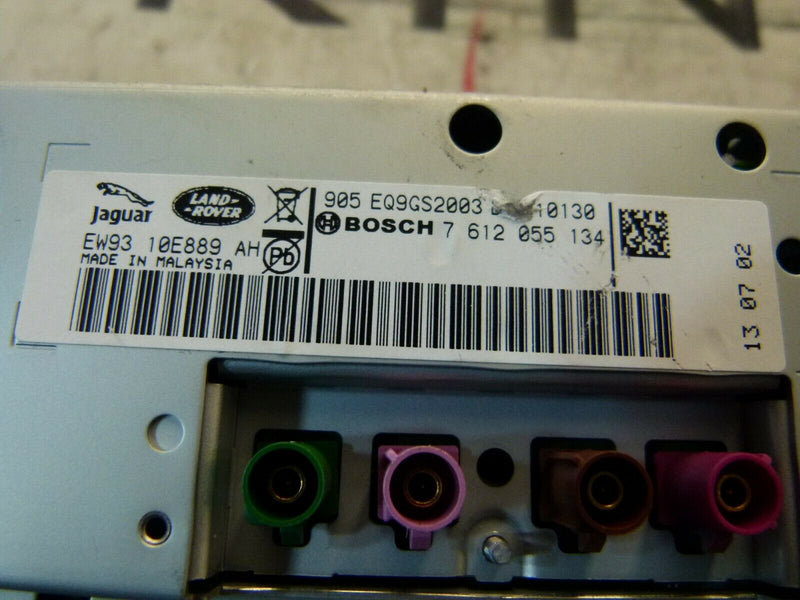 Jaguar
LAND-
-ROVER
905 EQ9GS2003 10130
BOSCH 7 612 055 134
EW93 10E889 AH
Pb
MADE IN MALAYSIA
13 07 02